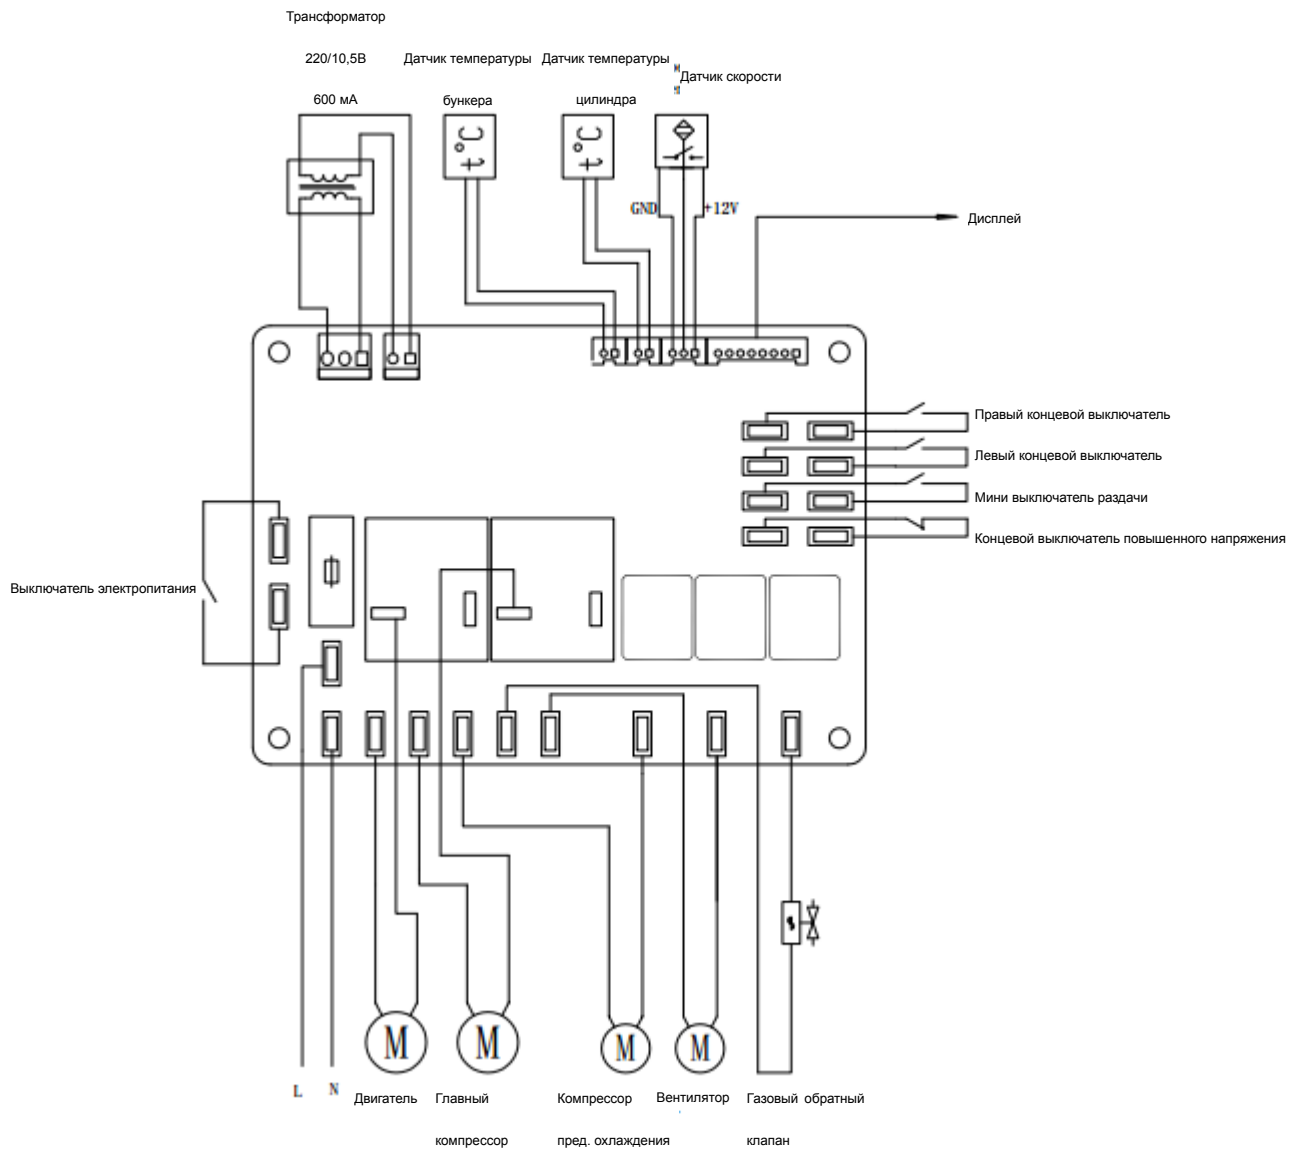 Трансформатор
220/10,5В
600 мА
Датчик температуры
бункера
Датчик температуры
цилиндра
Датчик скорости
t°C
t°C
GND
+12V
Дисплей
Правый концевой выключатель
Левый концевой выключатель
Мини выключатель раздачи
Концевой выключатель повышенного напряжения
Выключатель электропитания
M
M
M
M
L
N
Двигатель
Главный
компрессор
Компрессор
пред. охлаждения
Вентилятор
Газовый обратный
клапан